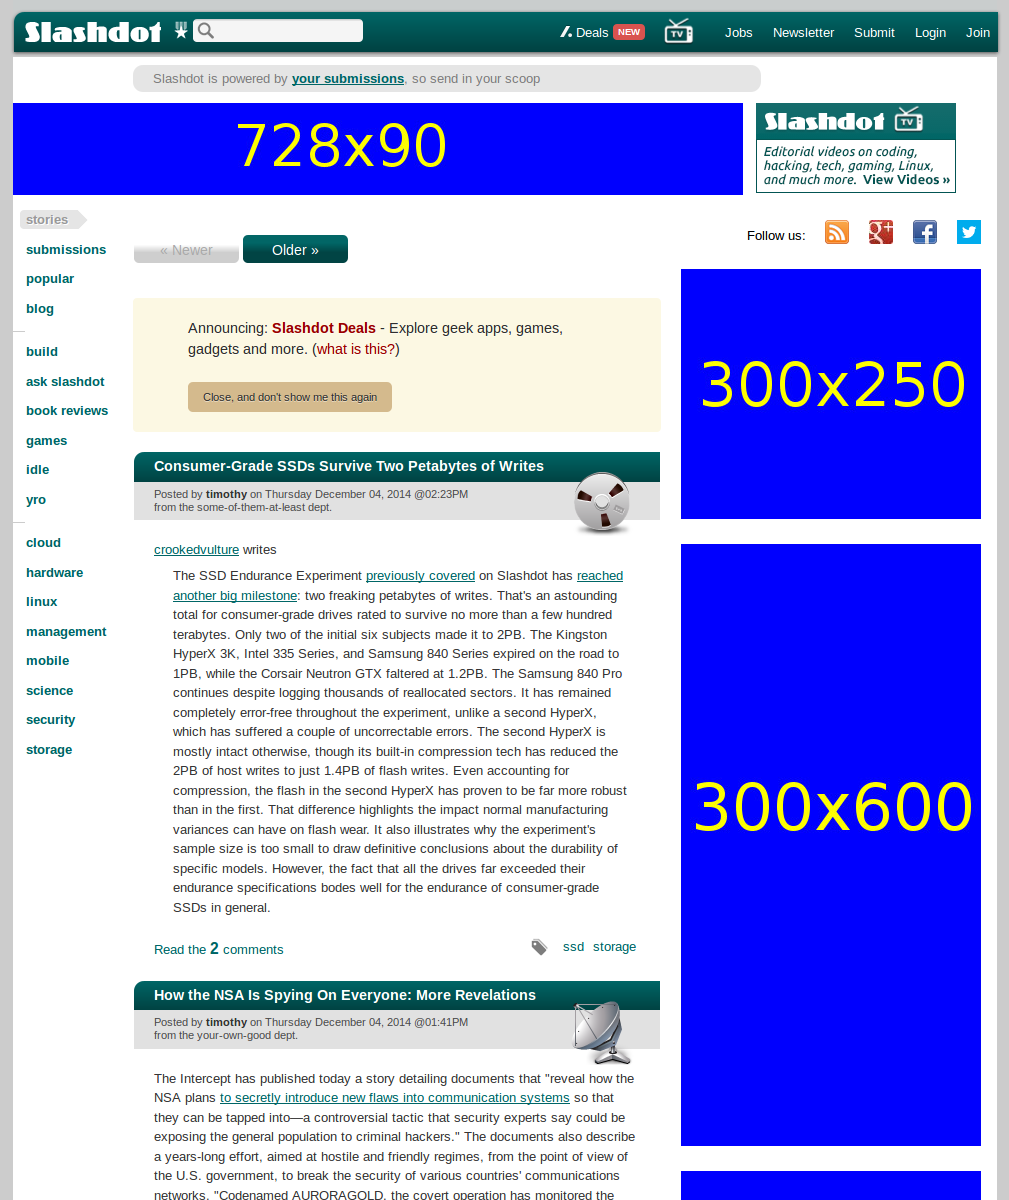 Slashdot
Deals NEW
TV
Jobs Newsletter Submit Login Join
Slashdot is powered by your submissions, so send in your scoop
728x90
Slashdot TV
Editorial videos on coding,
hacking, tech, gaming, Linux,
and much more. View Videos »
stories
submissions
popular
blog
build
ask slashdot
book reviews
games
idle
yro
cloud
hardware
linux
management
mobile
science
security
storage
« Newer Older »
Follow us:
Announcing: Slashdot Deals - Explore geek apps, games,
gadgets and more. (what is this?)
Close, and don't show me this again
Consumer-Grade SSDs Survive Two Petabytes of Writes
Posted by timothy on Thursday December 04, 2014 @02:23PM
from the some-of-them-at-least dept.
crookedvulture writes
The SSD Endurance Experiment previously covered on Slashdot has reached
another big milestone: two freaking petabytes of writes. That's an astounding
total for consumer-grade drives rated to survive no more than a few hundred
terabytes. Only two of the initial six subjects made it to 2PB. The Kingston
HyperX 3K, Intel 335 Series, and Samsung 840 Series expired on the road to
1PB, while the Corsair Neutron GTX faltered at 1.2PB. The Samsung 840 Pro
continues despite logging thousands of reallocated sectors. It has remained
completely error-free throughout the experiment, unlike a second HyperX,
which has suffered a couple of uncorrectable errors. The second HyperX is
mostly intact otherwise, though its built-in compression tech has reduced the
2PB of host writes to just 1.4PB of flash writes. Even accounting for
compression, the flash in the second HyperX has proven to be far more robust
than in the first. That difference highlights the impact normal manufacturing
variances can have on flash wear. It also illustrates why the experiment's
sample size is too small to draw definitive conclusions about the durability of
specific models. However, the fact that all the drives far exceeded their
endurance specifications bodes well for the endurance of consumer-grade
SSDs in general.
Read the 2 comments
ssd storage
How the NSA Is Spying On Everyone: More Revelations
Posted by timothy on Thursday December 04, 2014 @01:41PM
from the your-own-good dept.
The Intercept has published today a story detailing documents that "reveal how the
NSA plans to secretly introduce new flaws into communication systems so that
they can be tapped into—a controversial tactic that security experts say could be
exposing the general population to criminal hackers." The documents also describe
a years-long effort, aimed at hostile and friendly regimes, from the point of view of
the U.S. government, to break the security of various countries' communications
networks. "Codenamed AURORAGOLD, the covert operation has monitored the
300x250
300x600